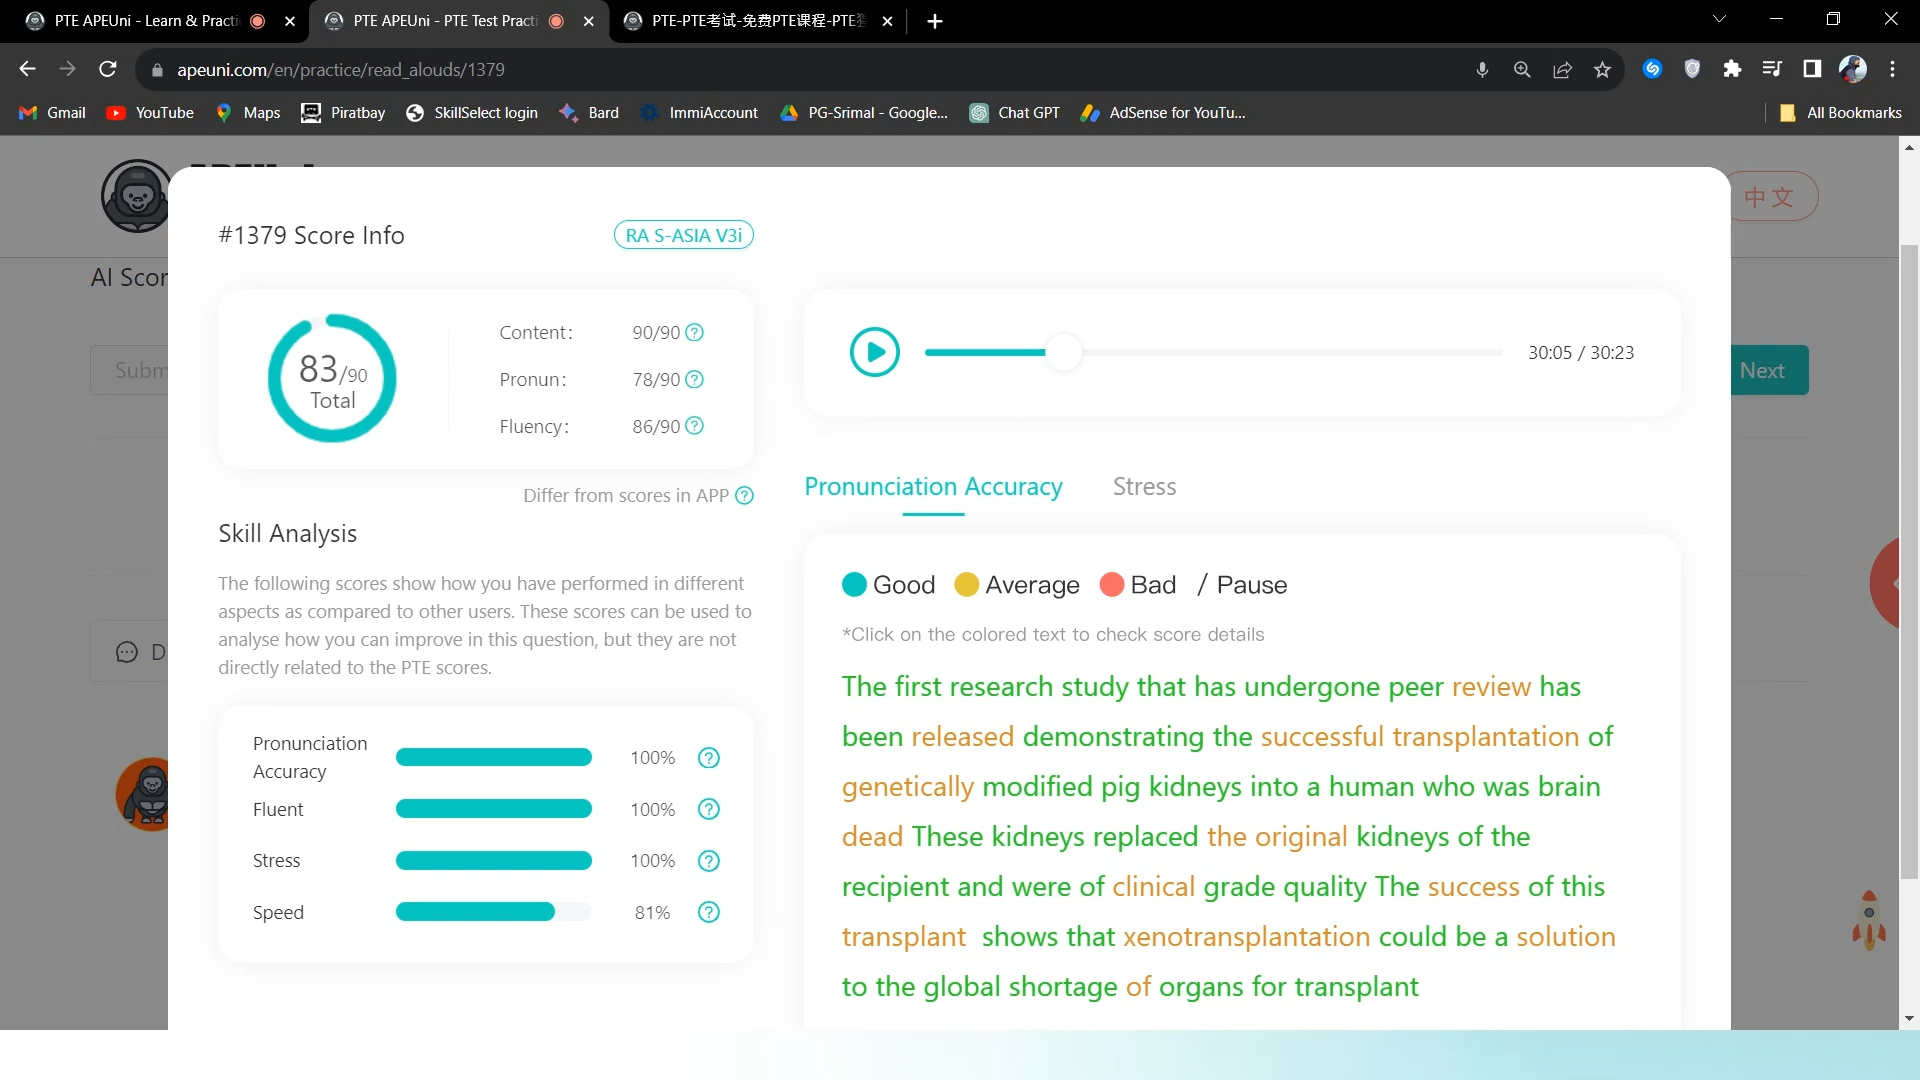 PTE APEUni - Learn & Practi
PTE APEUni - PTE Test Practi
PTE-PTE考试-免费PTE课程-PTE
apeuni.com/en/practice/read_alouds/1379
Gmail
YouTube
Maps
Piratbay
SkillSelect login
Bard
ImmiAccount
PG-Srimal - Google...
Chat GPT
AdSense for YouTu...
All Bookmarks
中文
#1379 Score Info
RA S-ASIA V3i
AI Scor
83/90
Total
Content:
90/90
Pronun:
78/90
Fluency:
86/90
30:05 / 30:23
Subm
Next
Differ from scores in APP
Skill Analysis
The following scores show how you have performed in different
aspects as compared to other users. These scores can be used to
analyse how you can improve in this question, but they are not
directly related to the PTE scores.
D
Pronunciation
Accuracy
100%
Fluent
100%
Stress
100%
Speed
81%
Pronunciation Accuracy
Stress
Good
Average
Bad
/ Pause
*Click on the colored text to check score details
The first research study that has undergone peer review has
been released demonstrating the successful transplantation of
genetically modified pig kidneys into a human who was brain
dead These kidneys replaced the original kidneys of the
recipient and were of clinical grade quality The success of this
transplant shows that xenotransplantation could be a solution
to the global shortage of organs for transplant